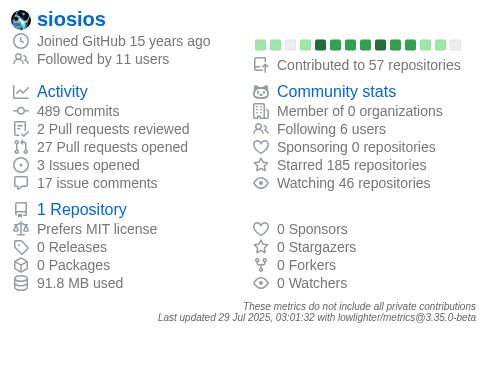 siosios
Joined GitHub 15 years ago
Followed by 11 users
Contributed to 57 repositories
Activity
489 Commits
2 Pull requests reviewed
27 Pull requests opened
3 Issues opened
17 issue comments
Community stats
Member of 0 organizations
Following 6 users
Sponsoring 0 repositories
Starred 185 repositories
Watching 46 repositories
1 Repository
Prefers MIT license
0 Releases
0 Packages
91.8 MB used
0 Sponsors
0 Stargazers
0 Forkers
0 Watchers
These metrics do not include all private contributions
Last updated 29 Jul 2025, 03:01:32 with lowlighter/metrics@3.35.0-beta